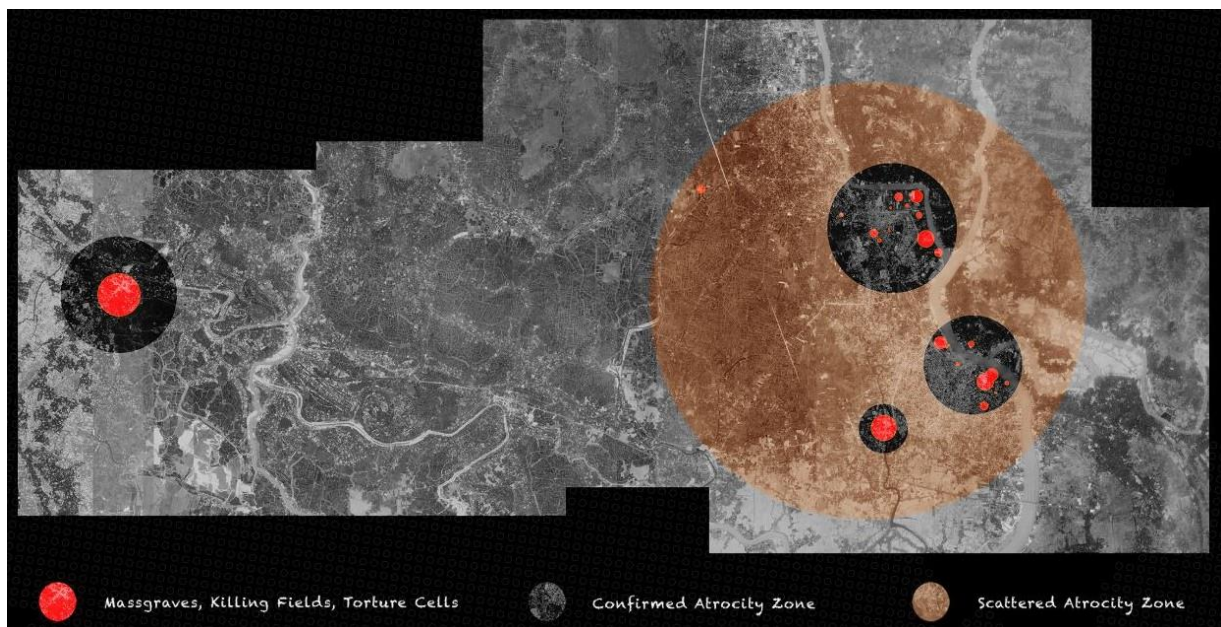 Massgraves, Killing Fields, Torture Cells
Confirmed Atrocity Zone
Scattered Atrocity Zone